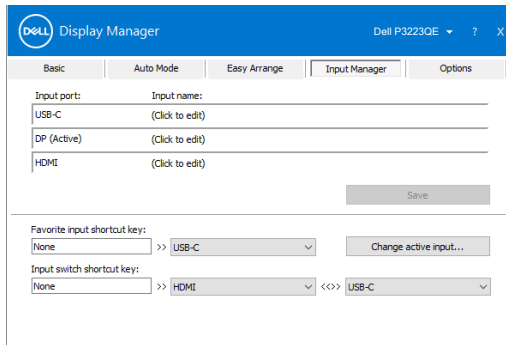 DELL Display Manager Dell P3223QE ? X
Basic Auto Mode Easy Arrange Input Manager Options
Input port: Input name:
USB-C (Click to edit)
DP (Active) (Click to edit)
HDMI (Click to edit)
Save
Favorite input shortcut key:
None >> USB-C Change active input...
Input switch shortcut key:
None >> HDMI <<>> USB-C